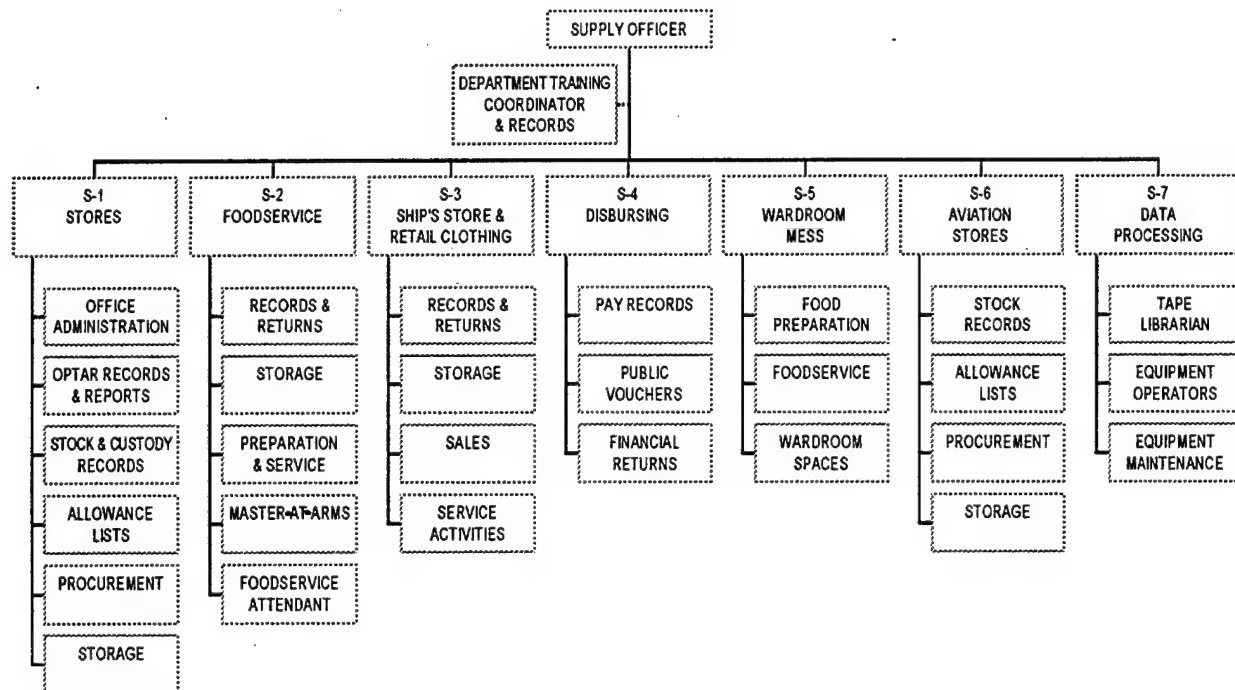 SUPPLY OFFICER
DEPARTMENT TRAINING
COORDINATOR
& RECORDS
S-1
STORES
S-2
FOODSERVICE
S-3
SHIP'S STORE &
RETAIL CLOTHING
S-4
DISBURSING
S-5
WARDROOM
MESS
S-6
AVIATION
STORES
S-7
DATA
PROCESSING
OFFICE
ADMINISTRATION
OPTAR RECORDS
& REPORTS
STOCK & CUSTODY
RECORDS
ALLOWANCE
LISTS
PROCUREMENT
STORAGE
RECORDS &
RETURNS
STORAGE
PREPARATION
& SERVICE
MASTER-AT-ARMS
FOODSERVICE
ATTENDANT
RECORDS &
RETURNS
STORAGE
SALES
SERVICE
ACTIVITIES
PAY RECORDS
PUBLIC
VOUCHERS
FINANCIAL
RETURNS
FOOD
PREPARATION
FOODSERVICE
WARDROOM
SPACES
STOCK
RECORDS
ALLOWANCE
LISTS
PROCUREMENT
STORAGE
TAPE
LIBRARIAN
EQUIPMENT
OPERATORS
EQUIPMENT
MAINTENANCE